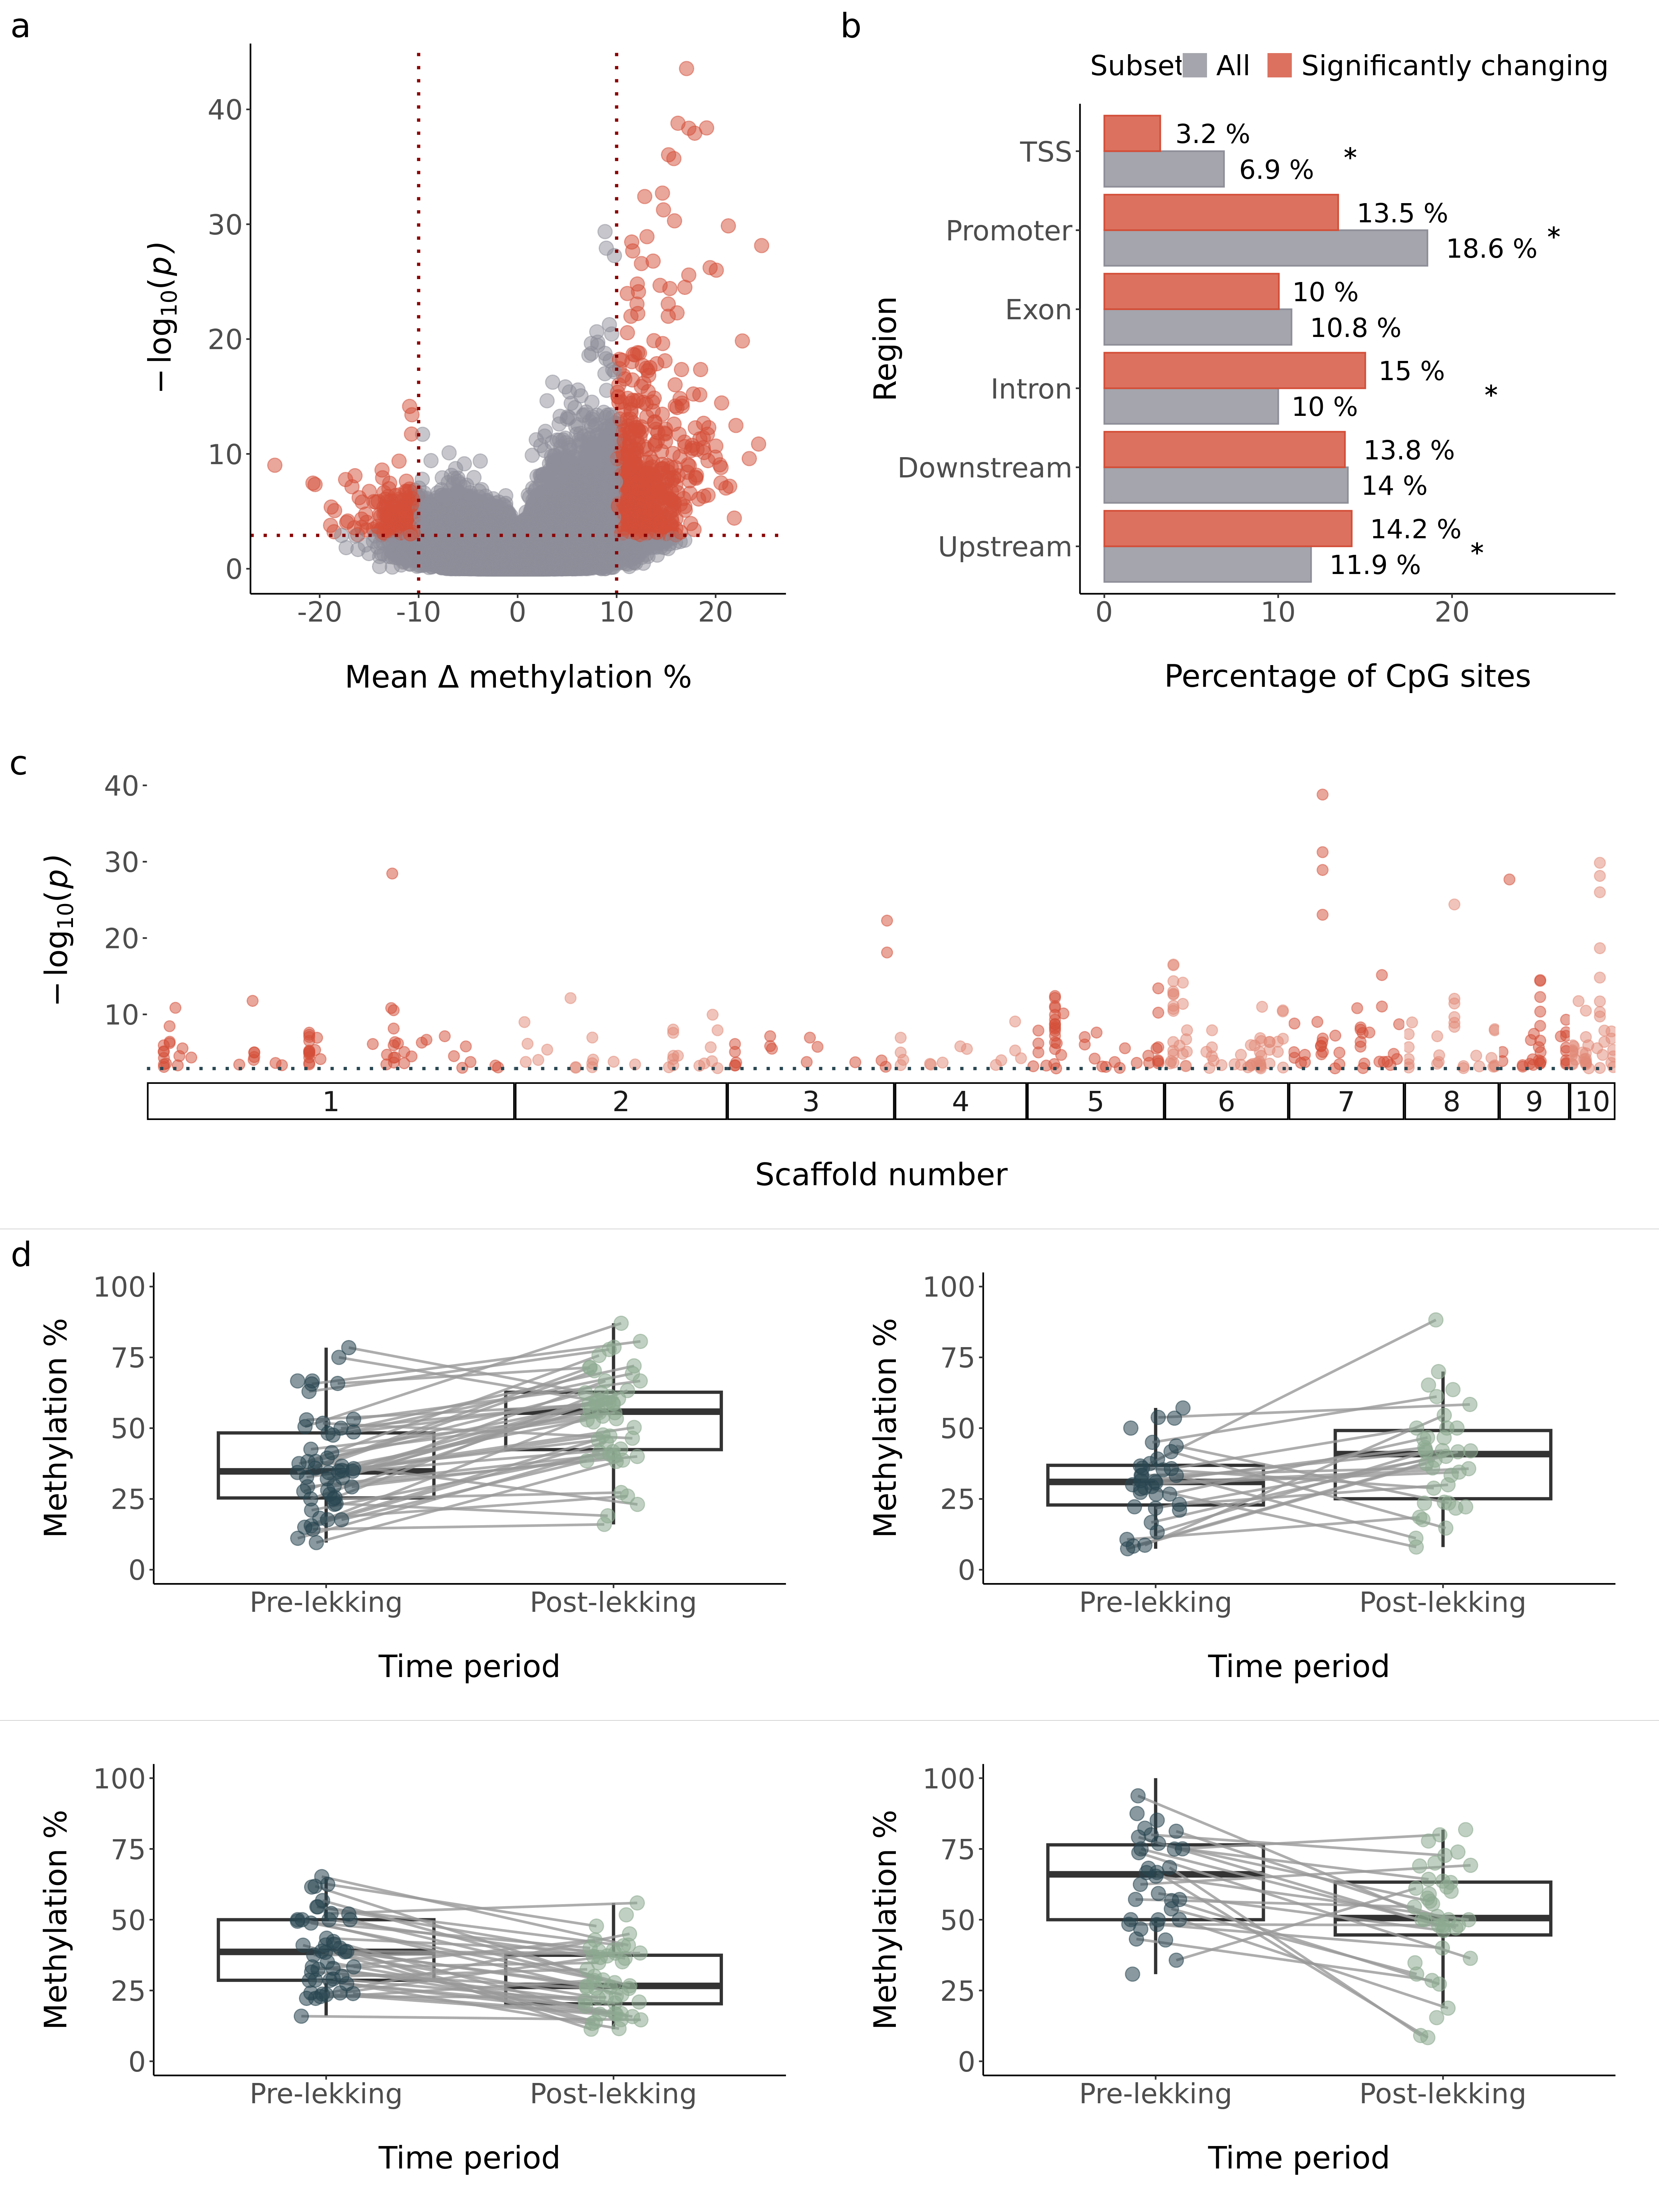 a
40
30
20
10
0
− log10(p)
-20 -10 0 10 20
Mean Δ methylation %
b
Subset All Significantly changing
Region
TSS 3.2 %
6.9 % *
Promoter 13.5 %
18.6 % *
Exon 10 %
10.8 %
Intron 15 %
10 % *
Downstream 13.8 %
14 %
Upstream 14.2 %
11.9 % *
0 10 20
Percentage of CpG sites
c
40
30
20
10
− log10(p)
1 2 3 4 5 6 7 8 9 10
Scaffold number
d
100
75
50
25
0
Methylation %
Pre-lekking Post-lekking
Time period
100
75
50
25
0
Methylation %
Pre-lekking Post-lekking
Time period
100
75
50
25
0
Methylation %
Pre-lekking Post-lekking
Time period
100
75
50
25
0
Methylation %
Pre-lekking Post-lekking
Time period